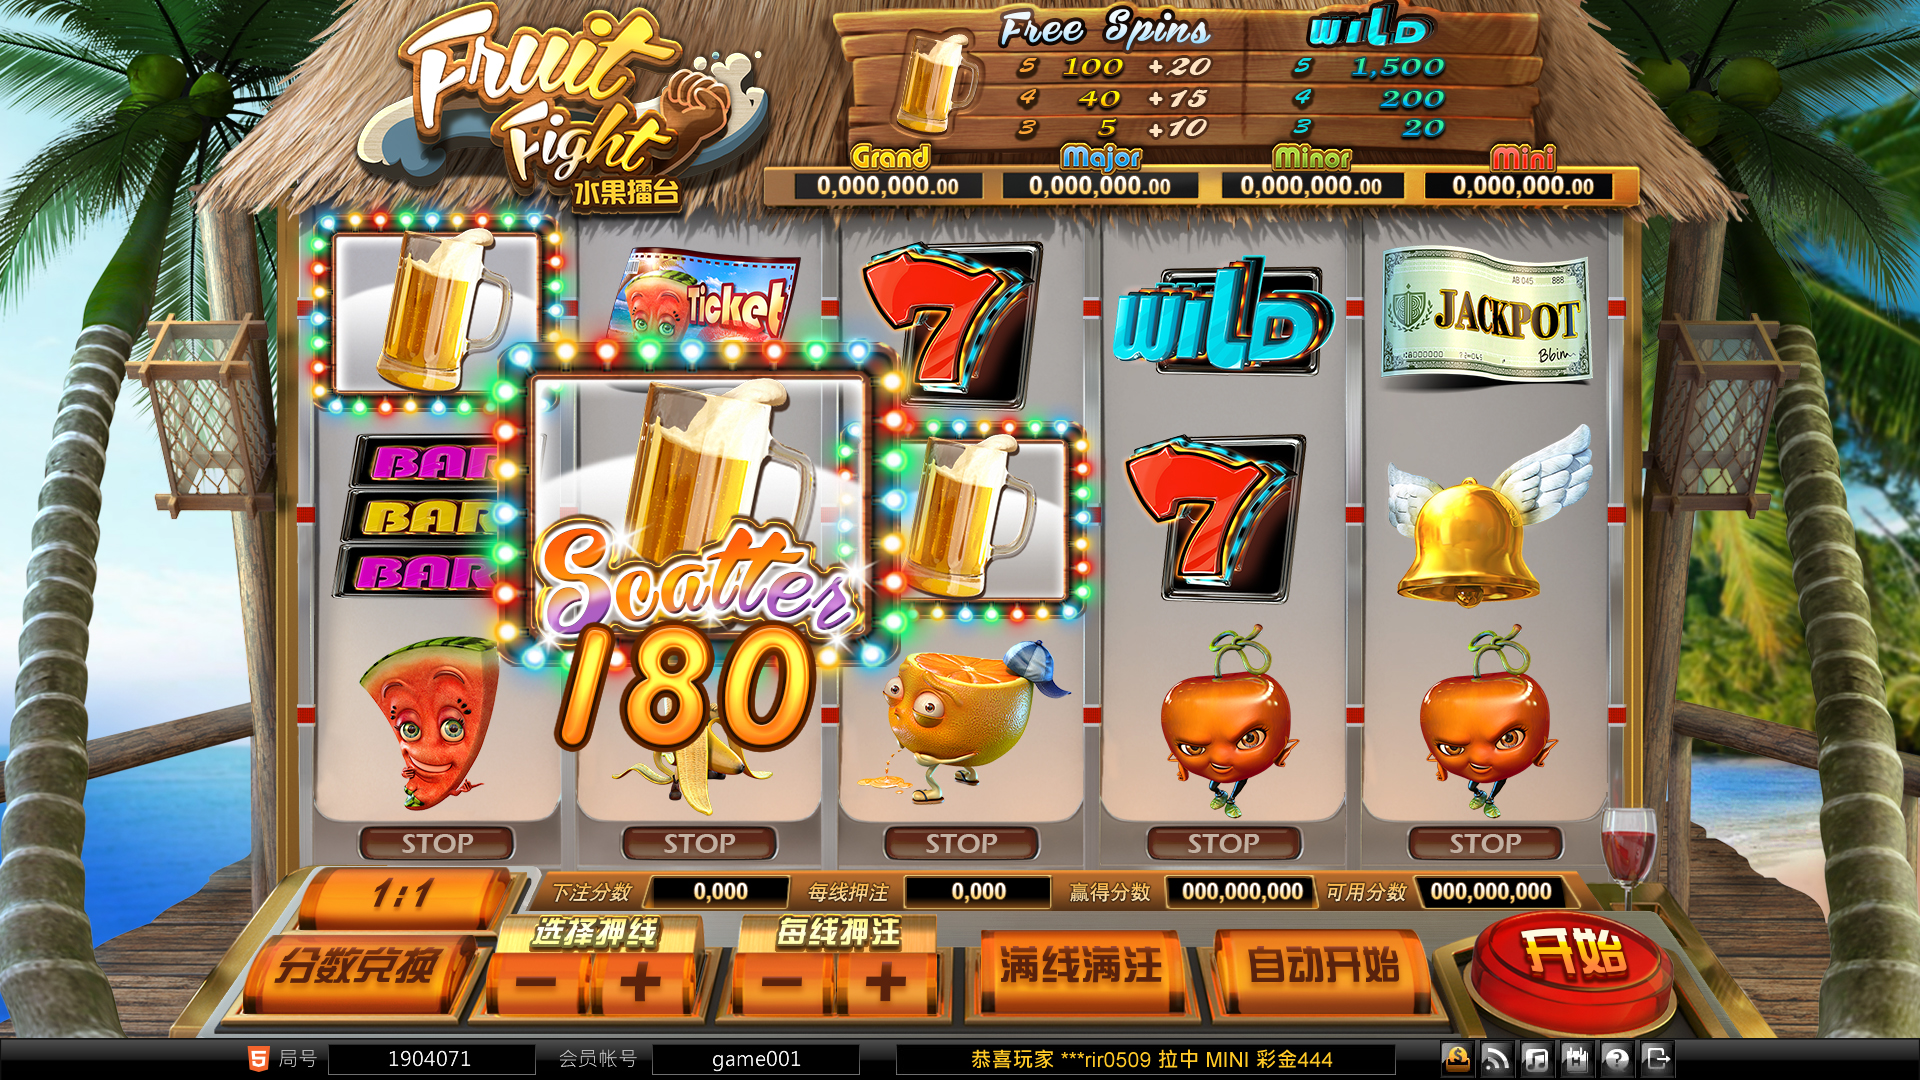 Fruit
Fight
水果擂台
Free Spins
5 100 +20
4 40 +15
3 5 +10
WILD
5 1,500
4 200
3 20
Grand
Major
Minor
Mini
0,000,000.00
0,000,000.00
0,000,000.00
0,000,000.00
Ticket
7
WILD
JACKPOT
BAR
BAR
BAR
7
Scatter
180
STOP
STOP
STOP
STOP
STOP
1:1
下注分数
0,000
每线押注
0,000
赢得分数
000,000,000
可用分数
000,000,000
分数兑换
选择押线
- +
每线押注
- +
满线满注
自动开始
开始
5
局号
1904071
会员帐号
game001
恭喜玩家 ***rir0509 拉中 MINI 彩金444